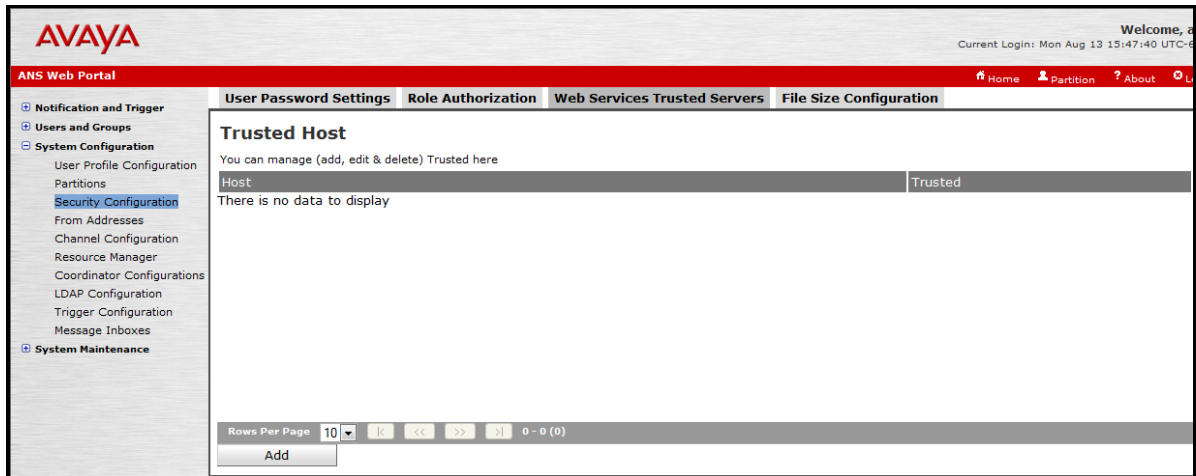 AVAYA
Welcome, a
Current Login: Mon Aug 13 15:47:40 UTC-6
ANS Web Portal
Home Partition ? About
Notification and Trigger
Users and Groups
System Configuration
User Profile Configuration
Partitions
Security Configuration
From Addresses
Channel Configuration
Resource Manager
Coordinator Configurations
LDAP Configuration
Trigger Configuration
Message Inboxes
System Maintenance
User Password Settings Role Authorization Web Services Trusted Servers File Size Configuration
Trusted Host
You can manage (add, edit & delete) Trusted here
Host Trusted
There is no data to display
Rows Per Page 10 |< << >> >| 0 - 0 (0)
Add